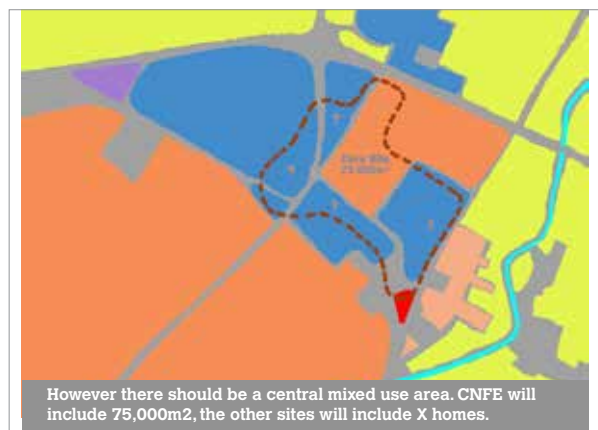 However there should be a central mixed use area. CNFE will
include 75,000m2, the other sites will include X homes.